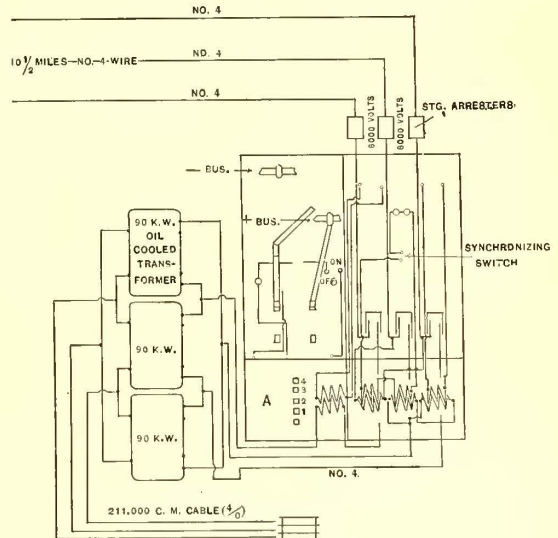 NO. 4
NO. 4
10 1/2 MILES-NO.-4-WIRE
NO. 4
6000 VOLTS
6000 VOLTS
STG. ARRESTERS
- BUS.
+ BUS.
ON
OFF
SYNCHRONIZING
SWITCH
90 K.W.
OIL
COOLED
TRANS-
FORMER
90 K.W.
90 K.W.
A
4
3
2
1
NO. 4.
211.000 C. M. CABLE (4/0)